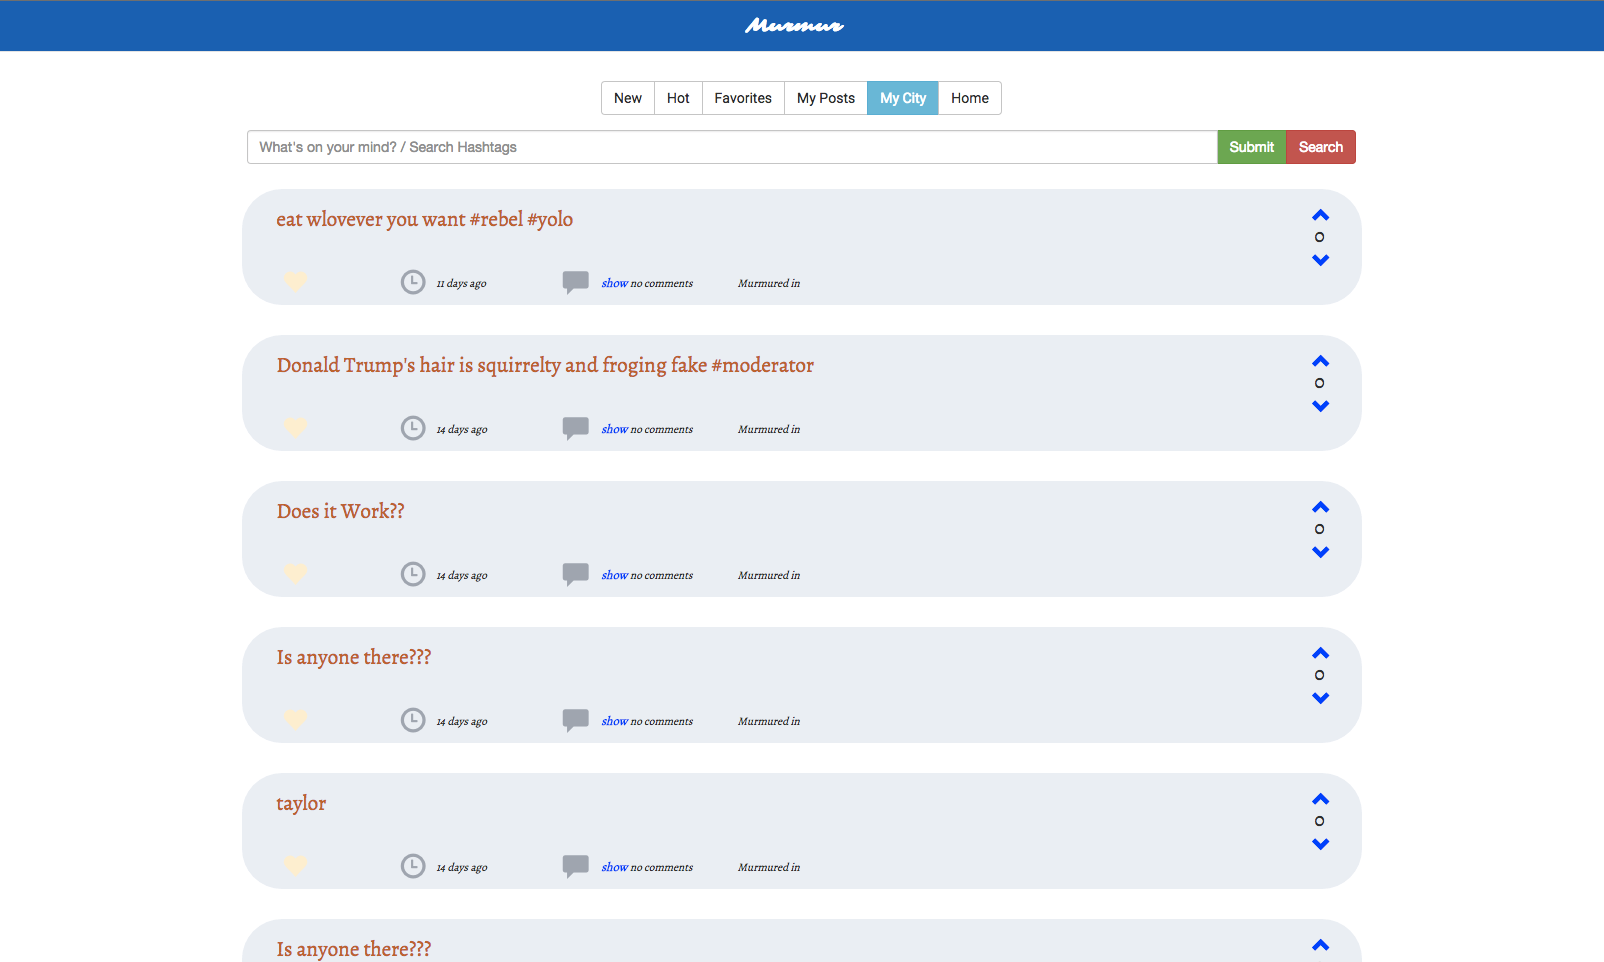 Murmur
New Hot Favorites My Posts My City Home
What's on your mind? / Search Hashtags Submit Search
eat wlovever you want #rebel #yolo
0
11 days ago show no comments Murmured in
Donald Trump's hair is squirrelty and froging fake #moderator
0
14 days ago show no comments Murmured in
Does it Work??
0
14 days ago show no comments Murmured in
Is anyone there???
0
14 days ago show no comments Murmured in
taylor
0
14 days ago show no comments Murmured in
Is anyone there???